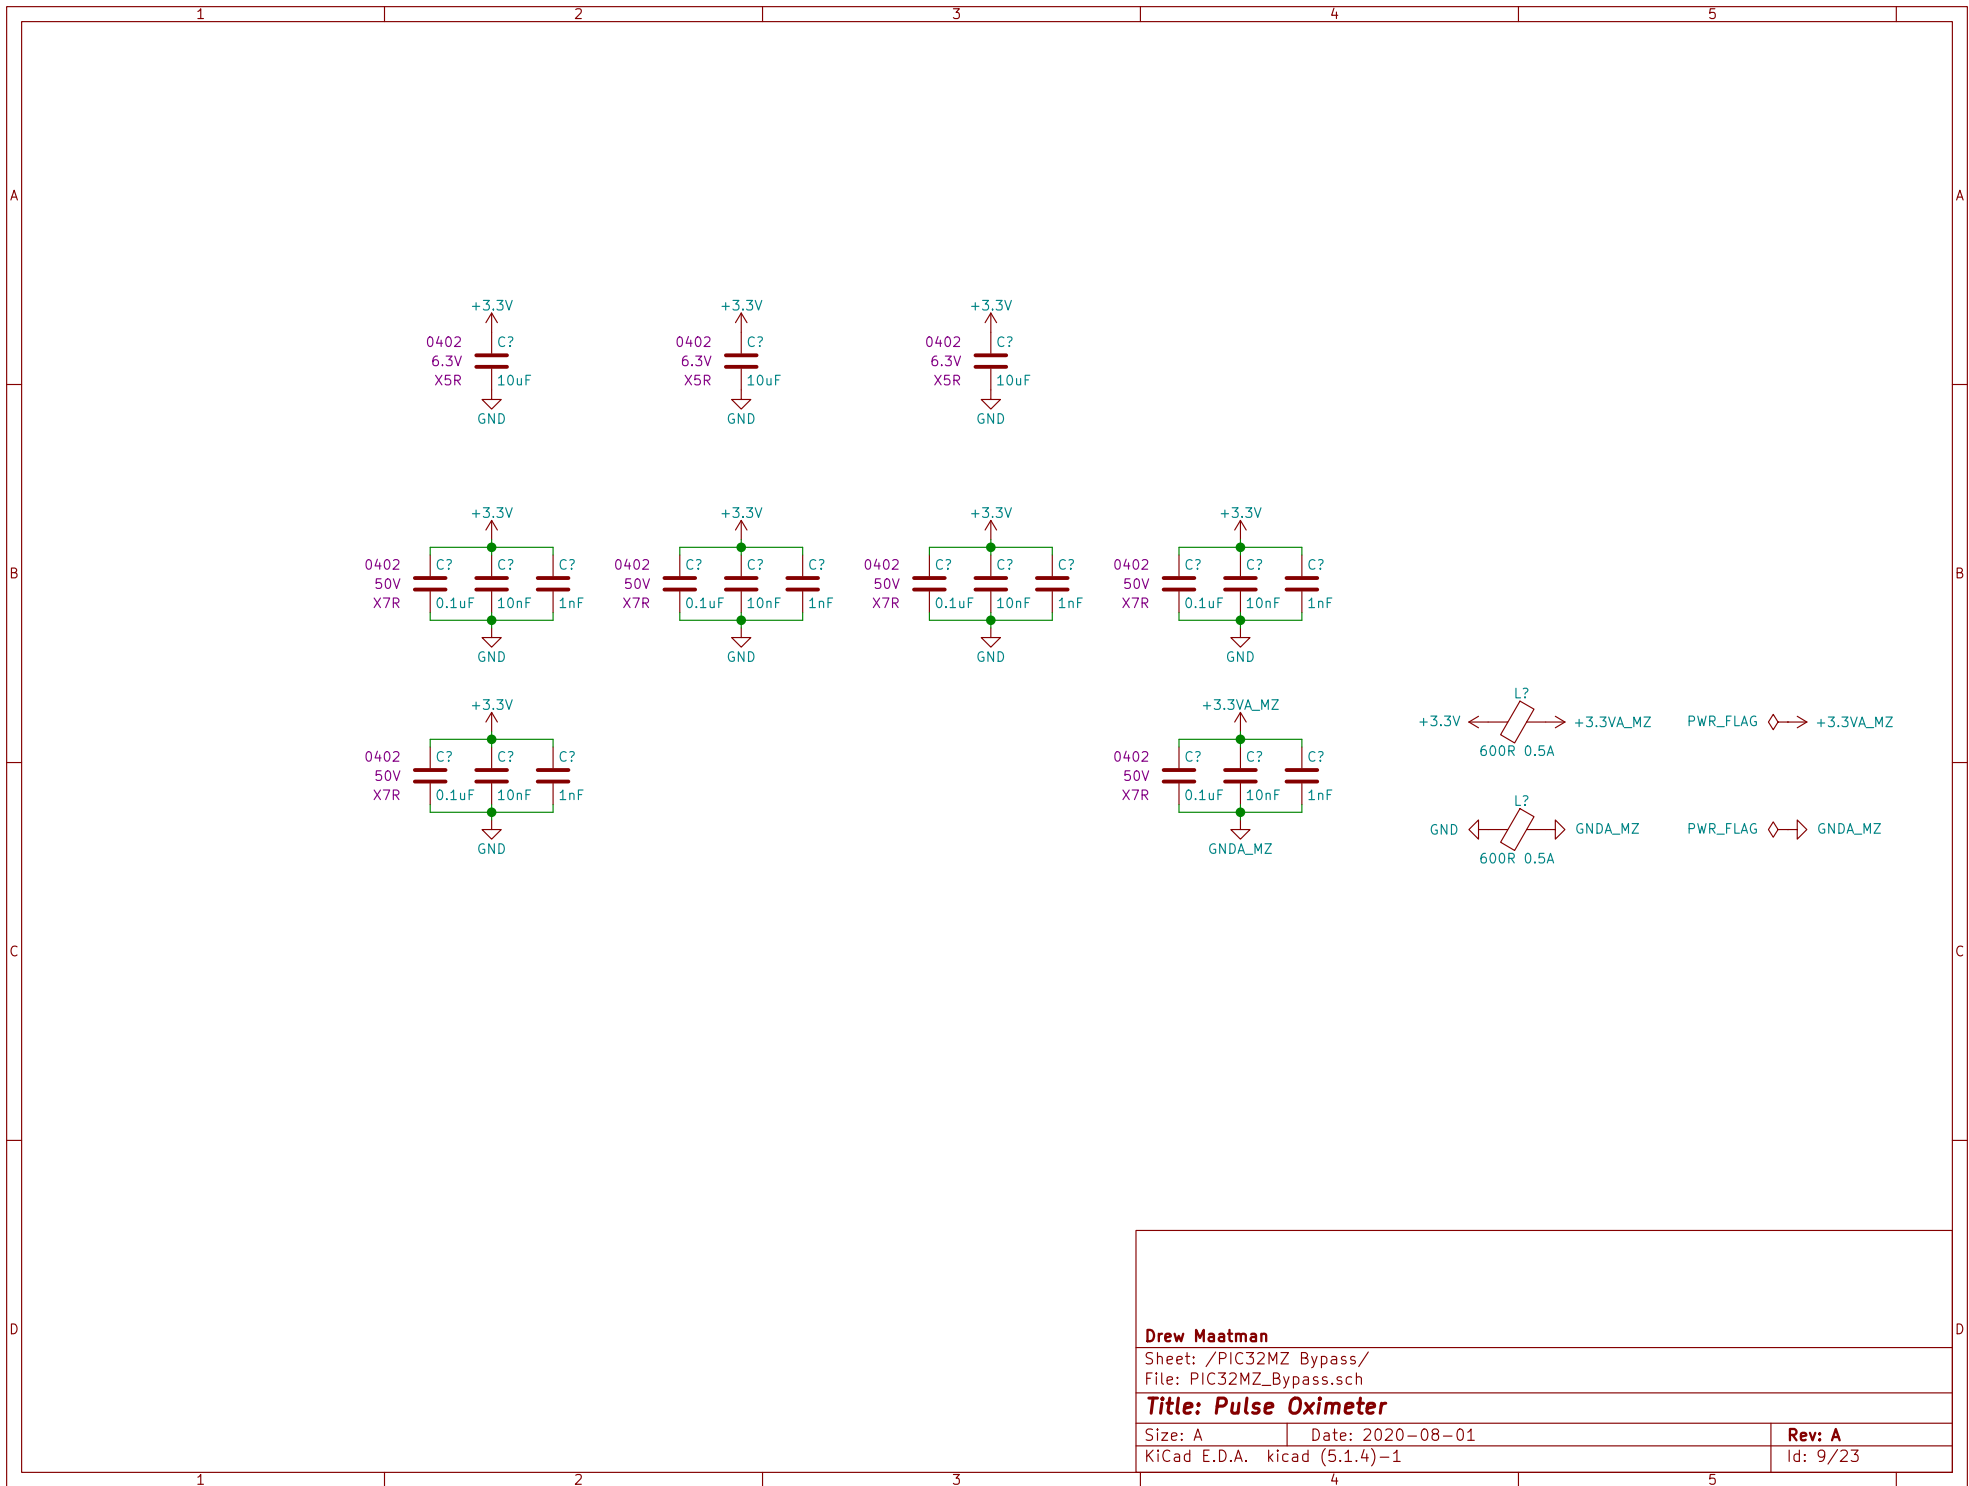 1 2 3 4 5
A A
+3.3V +3.3V +3.3V
0402 C? 0402 C? 0402 C?
6.3V 6.3V 6.3V
X5R 10uF X5R 10uF X5R 10uF
GND GND GND
+3.3V +3.3V +3.3V +3.3V
0402 C? C? C? 0402 C? C? C? 0402 C? C? C? 0402 C? C? C?
B 50V 50V 50V 50V B
X7R 0.1uF 10nF 1nF X7R 0.1uF 10nF 1nF X7R 0.1uF 10nF 1nF X7R 0.1uF 10nF 1nF
GND GND GND GND
L?
+3.3V +3.3VA_MZ
+3.3V +3.3VA_MZ PWR_FLAG +3.3VA_MZ
600R 0.5A
0402 C? C? C? 0402 C? C? C?
50V 50V
X7R 0.1uF 10nF 1nF X7R 0.1uF 10nF 1nF
L?
GND GNDA_MZ PWR_FLAG GNDA_MZ
GND GNDA_MZ
600R 0.5A
C C
D D
Drew Maatman
Sheet: /PIC32MZ Bypass/
File: PIC32MZ_Bypass.sch
Title: Pulse Oximeter
Size: A Date: 2020-08-01 Rev: A
KiCad E.D.A. kicad (5.1.4)-1 Id: 9/23
1 2 3 4 5